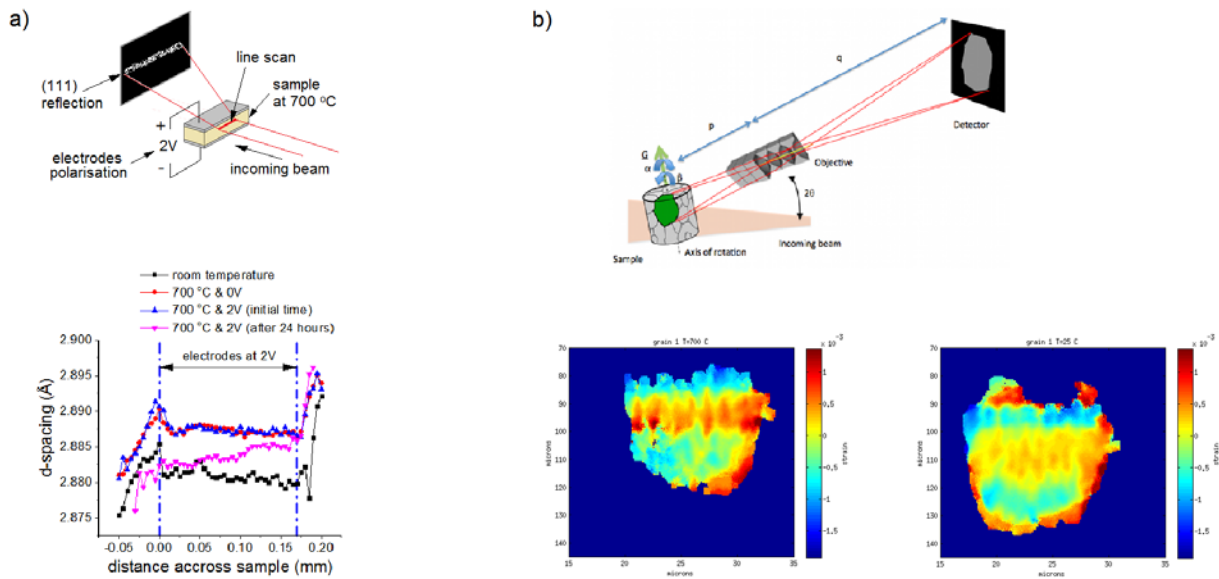 a)
line scan
sample
at 700 °C
(111)
reflection
+
2V
-
electrodes
polarisation
incoming beam
room temperature
700 °C & 0V
700 °C & 2V (initial time)
700 °C & 2V (after 24 hours)
2.900
2.895
2.890
2.885
2.880
2.875
electrodes at 2V
d-spacing (Å)
-0.05 0.00 0.05 0.10 0.15 0.20
distance accross sample (mm)
b)
q
p
Detector
Objective
G
α
β
2θ
Axis of rotation
Incoming beam
Sample
grain 1 T=700 C
70
80
90
100
110
120
130
140
microns
15 20 25 30 35
microns
x 10⁻³
1
0.5
0
-0.5
-1
-1.5
strain
grain 1 T=25 C
70
80
90
100
110
120
130
140
microns
15 20 25 30 35
microns
x 10⁻³
1
0.5
0
-0.5
-1
-1.5
strain